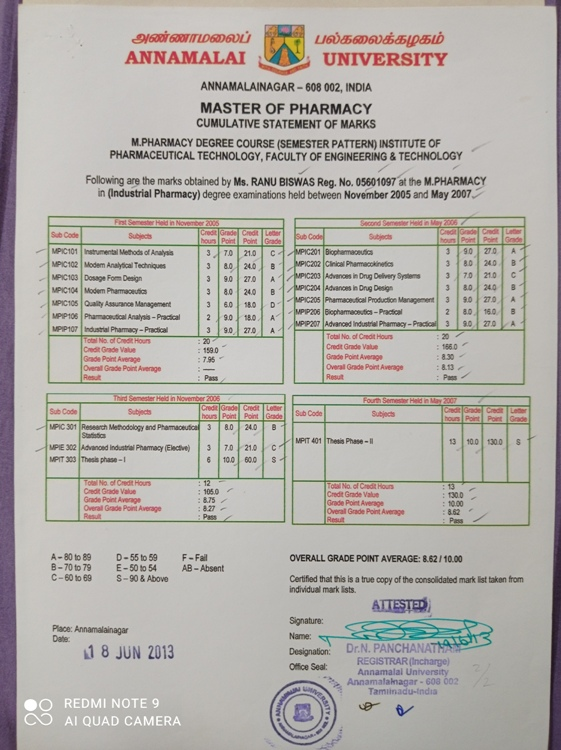 அண்ணாமலைப் பல்கலைக்கழகம்
ANNAMALAI UNIVERSITY
ANNAMALAINAGAR – 608 002, INDIA
MASTER OF PHARMACY
CUMULATIVE STATEMENT OF MARKS
M.PHARMACY DEGREE COURSE (SEMESTER PATTERN) INSTITUTE OF
PHARMACEUTICAL TECHNOLOGY, FACULTY OF ENGINEERING & TECHNOLOGY
Following are the marks obtained by Ms. RANU BISWAS Reg. No. 05601097 at the M.PHARMACY
in (Industrial Pharmacy) degree examinations held between November 2005 and May 2007.
First Semester Held in November 2005
Sub Code Subjects Credit hours Grade Point Credit Point Letter Grade
MPIC101 Instrumental Methods of Analysis 3 7.0 21.0 C
MPIC102 Modern Analytical Techniques 3 8.0 24.0 B
MPIC103 Dosage Form Design 3 9.0 27.0 A
MPIC104 Modern Pharmaceutics 3 8.0 24.0 B
MPIC105 Quality Assurance Management 3 6.0 18.0 D
MPIP106 Pharmaceutical Analysis – Practical 2 9.0 18.0 A
MPIP107 Industrial Pharmacy – Practical 3 9.0 27.0 A
Total No. of Credit Hours : 20
Credit Grade Value : 159.0
Grade Point Average : 7.95
Overall Grade Point Average : ----
Result : Pass
Second Semester Held in May 2006
Sub Code Subjects Credit hours Grade Point Credit Point Letter Grade
MPIC201 Biopharmaceutics 3 9.0 27.0 A
MPIC202 Clinical Pharmacokinetics 3 8.0 24.0 B
MPIC203 Advances in Drug Delivery Systems 3 7.0 21.0 C
MPIC204 Advances in Drug Design 3 8.0 24.0 B
MPIC205 Pharmaceutical Production Management 3 9.0 27.0 A
MPIP206 Biopharmaceutics – Practical 2 8.0 16.0 B
MPIP207 Advanced Industrial Pharmacy – Practical 3 9.0 27.0 A
Total No. of Credit Hours : 20
Credit Grade Value : 166.0
Grade Point Average : 8.30
Overall Grade Point Average : 8.13
Result : Pass
Third Semester Held in November 2006
Sub Code Subjects Credit hours Grade Point Credit Point Letter Grade
MPIC 301 Research Methodology and Pharmaceutical Statistics 3 8.0 24.0 B
MPIE 302 Advanced Industrial Pharmacy (Elective) 3 7.0 21.0 C
MPIT 303 Thesis phase – I 6 10.0 60.0 S
Total No. of Credit Hours : 12
Credit Grade Value : 105.0
Grade Point Average : 8.75
Overall Grade Point Average : 8.27
Result : Pass
Fourth Semester Held in May 2007
Sub Code Subjects Credit hours Grade Point Credit Point Letter Grade
MPIT 401 Thesis Phase – II 13 10.0 130.0 S
Total No. of Credit Hours : 13
Credit Grade Value : 130.0
Grade Point Average : 10.00
Overall Grade Point Average : 8.62
Result : Pass
A – 80 to 89 D – 55 to 59 F – Fail
B – 70 to 79 E – 50 to 54 AB – Absent
C – 60 to 69 S – 90 & Above
OVERALL GRADE POINT AVERAGE: 8.62 / 10.00
Certified that this is a true copy of the consolidated mark list taken from
individual mark lists.
ATTESTED
Signature:
Name:
Designation: Dr.N. PANCHANATHAM
REGISTRAR (Incharge)
Office Seal: Annamalai University
Annamalainagar - 608 002
Tamilnadu-India
Place: Annamalainagar
Date: 18 JUN 2013
ANNAMALAI UNIVERSITY
REDMI NOTE 9
AI QUAD CAMERA